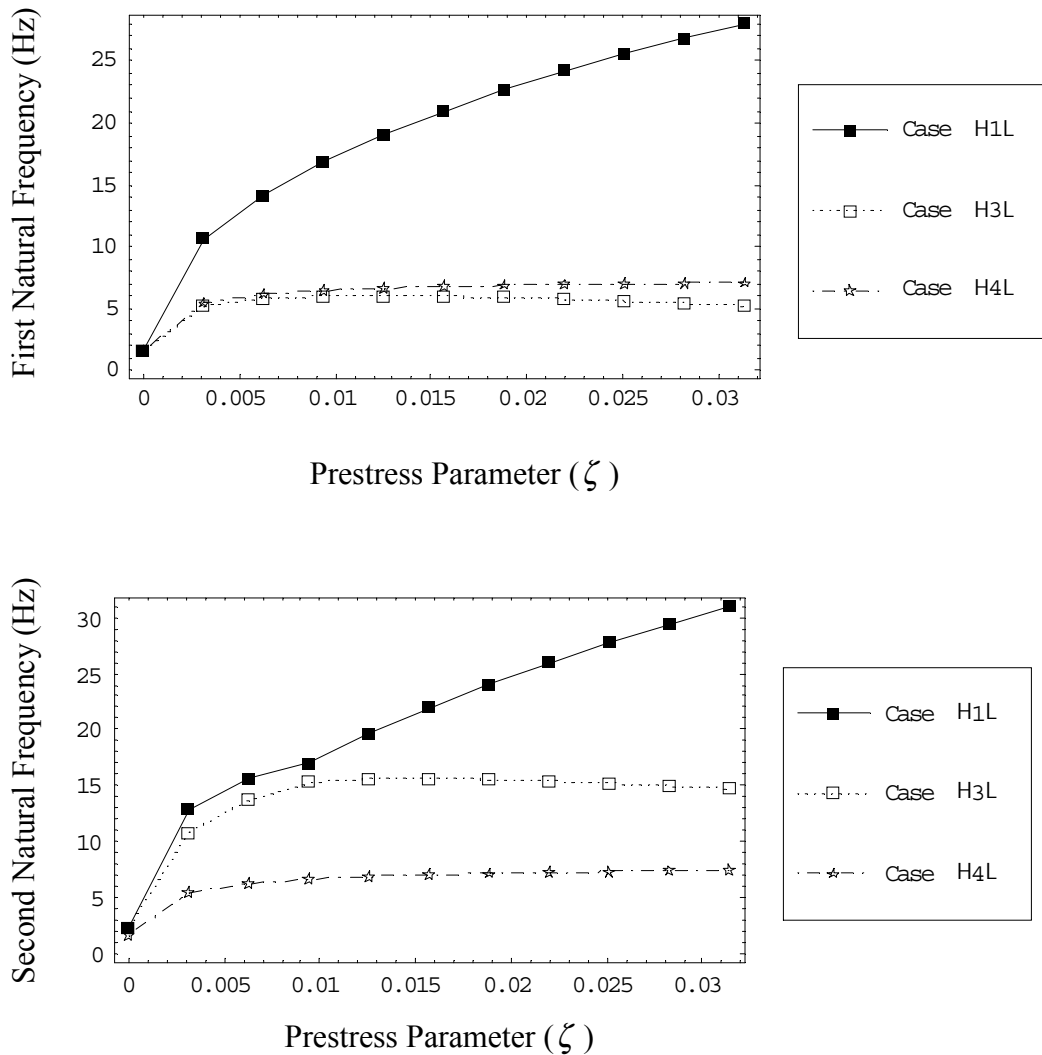 First Natural Frequency (Hz)
25
20
15
10
5
0
0 0.005 0.01 0.015 0.02 0.025 0.03
Prestress Parameter (ζ )
Case H1L
Case H3L
Case H4L
Second Natural Frequency (Hz)
30
25
20
15
10
5
0
0 0.005 0.01 0.015 0.02 0.025 0.03
Prestress Parameter (ζ )
Case H1L
Case H3L
Case H4L